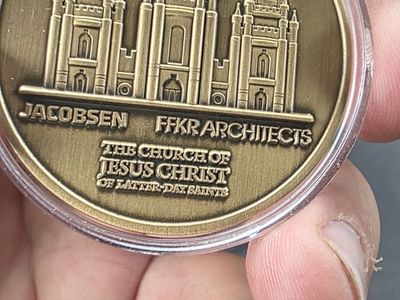 JACOBSEN FFKR ARCHITECTS
THE CHURCH OF
JESUS CHRIST
OF LATTER-DAY SAINTS